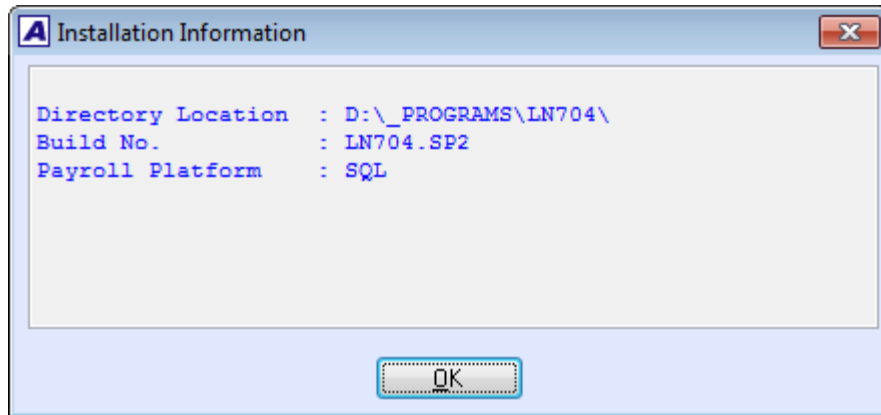 A Installation Information
Directory Location : D:\_PROGRAMS\LN704\
Build No. : LN704.SP2
Payroll Platform : SQL
OK